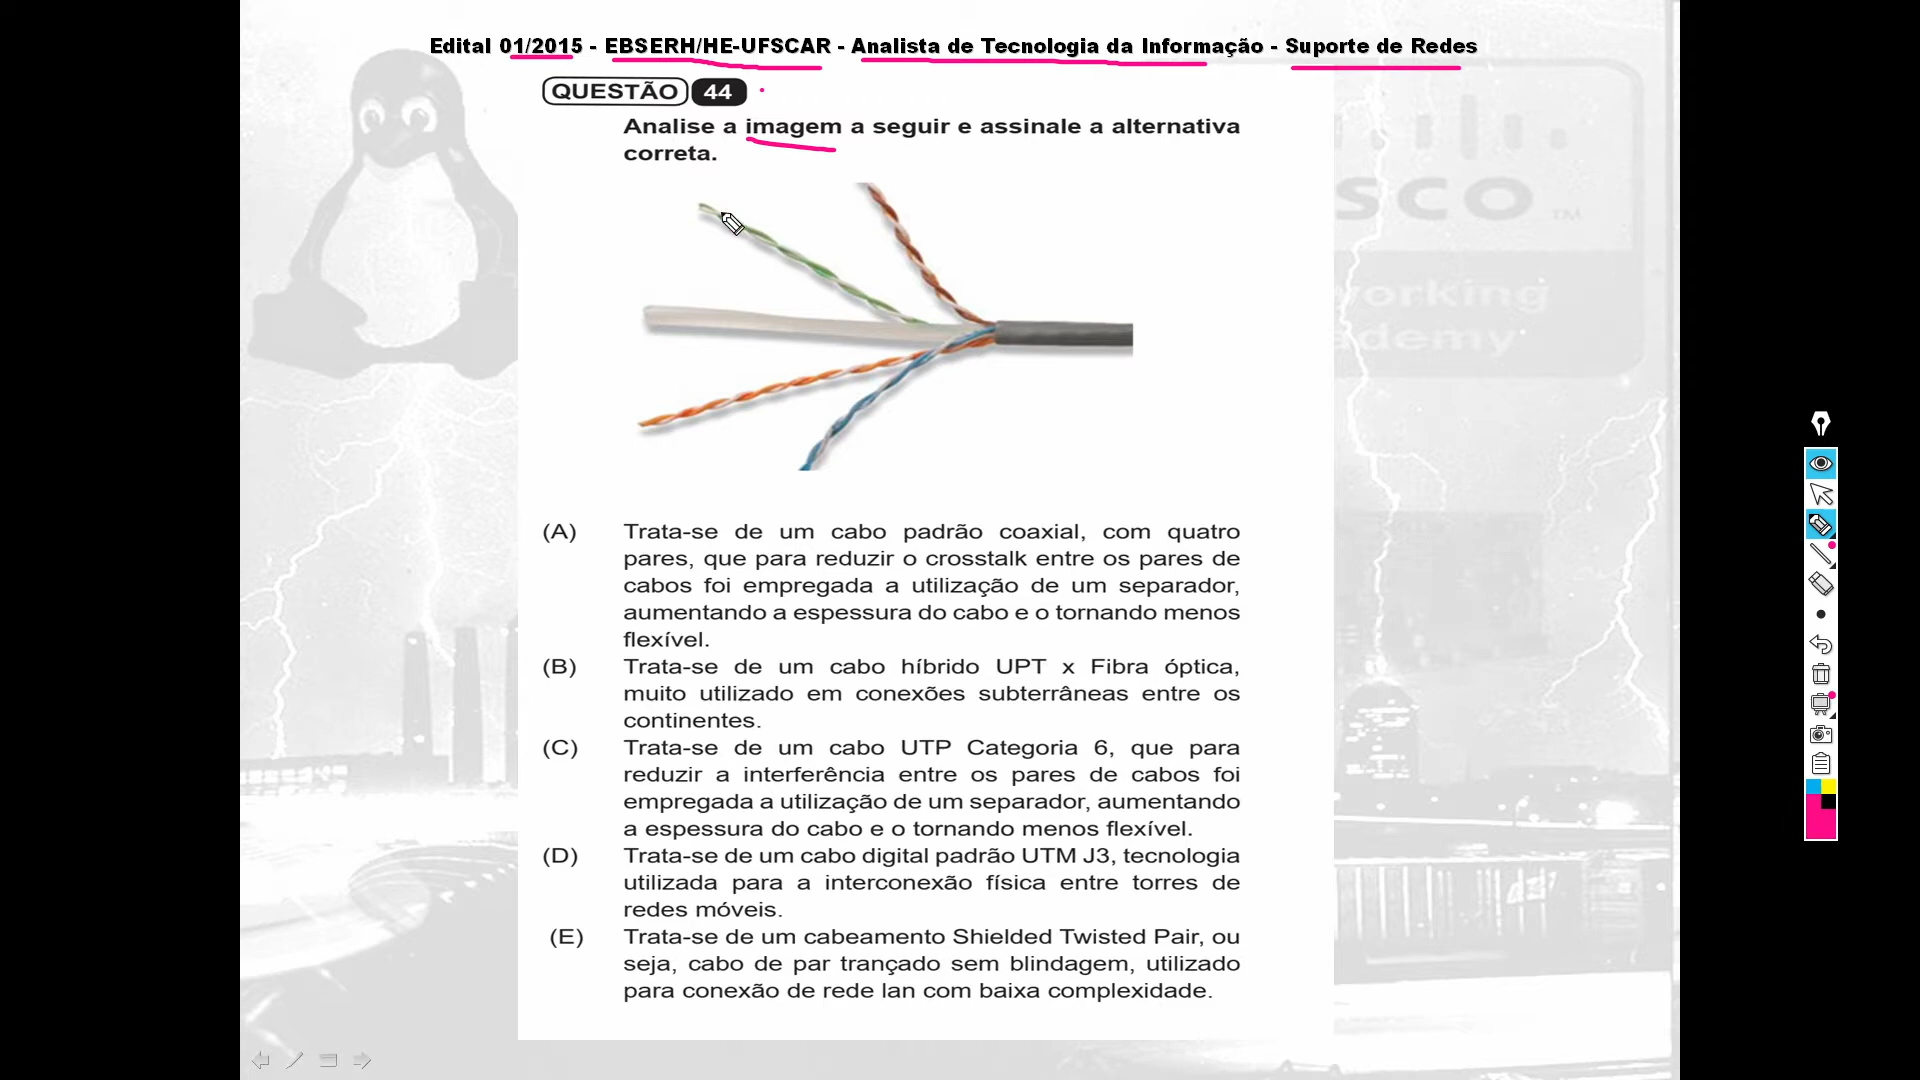 Edital 01/2015 - EBSERH/HE-UFSCAR - Analista de Tecnologia da Informação - Suporte de Redes
QUESTÃO 44
Analise a imagem a seguir e assinale a alternativa
correta.
SCO
TM
working
ademy
(A) Trata-se de um cabo padrão coaxial, com quatro
pares, que para reduzir o crosstalk entre os pares de
cabos foi empregada a utilização de um separador,
aumentando a espessura do cabo e o tornando menos
flexível.
(B) Trata-se de um cabo híbrido UPT x Fibra óptica,
muito utilizado em conexões subterrâneas entre os
continentes.
(C) Trata-se de um cabo UTP Categoria 6, que para
reduzir a interferência entre os pares de cabos foi
empregada a utilização de um separador, aumentando
a espessura do cabo e o tornando menos flexível.
(D) Trata-se de um cabo digital padrão UTM J3, tecnologia
utilizada para a interconexão física entre torres de
redes móveis.
(E) Trata-se de um cabeamento Shielded Twisted Pair, ou
seja, cabo de par trançado sem blindagem, utilizado
para conexão de rede lan com baixa complexidade.